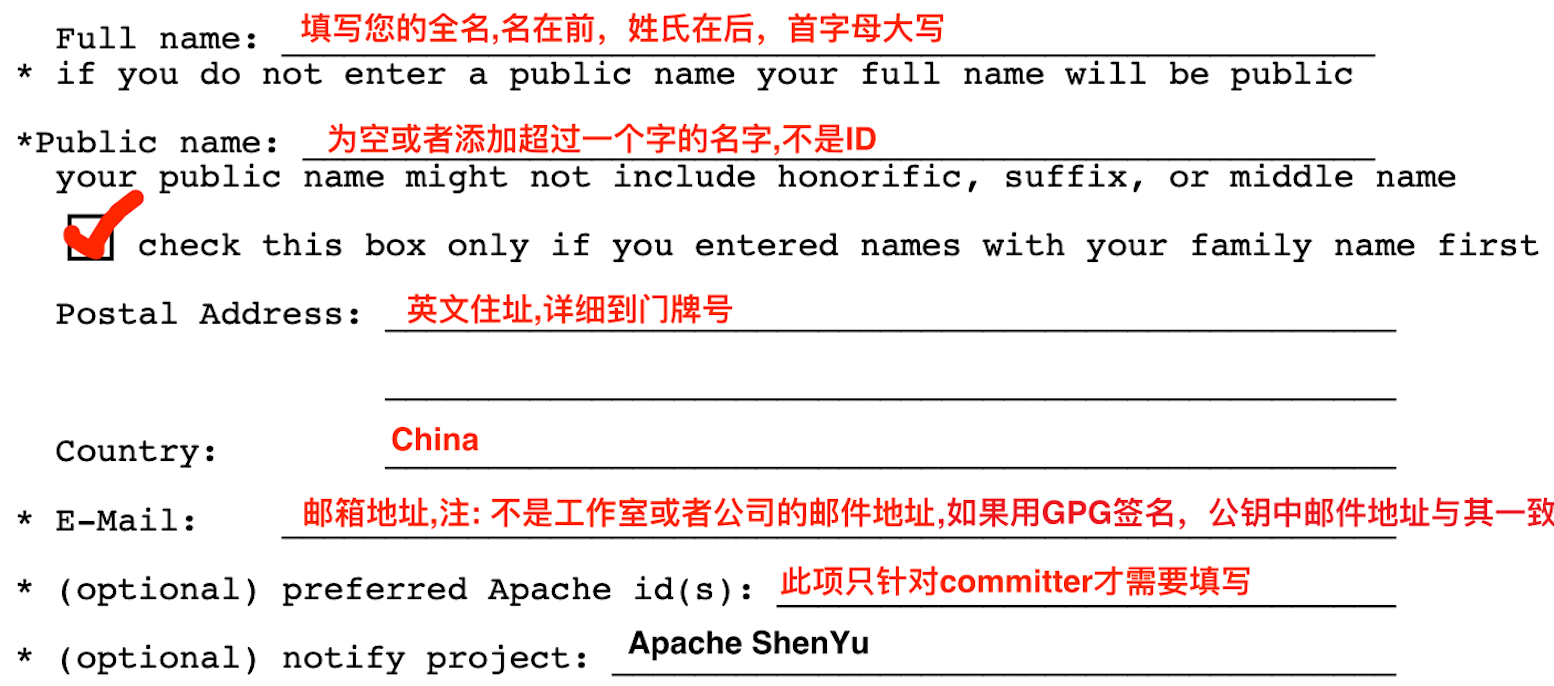 Full name: 填写您的全名,名在前，姓氏在后，首字母大写
* if you do not enter a public name your full name will be public
*Public name: 为空或者添加超过一个字的名字,不是ID
your public name might not include honorific, suffix, or middle name
check this box only if you entered names with your family name first
Postal Address: 英文住址,详细到门牌号
Country: China
* E-Mail: 邮箱地址,注: 不是工作室或者公司的邮件地址,如果用GPG签名，公钥中邮件地址与其一致
* (optional) preferred Apache id(s): 此项只针对committer才需要填写
* (optional) notify project: Apache ShenYu